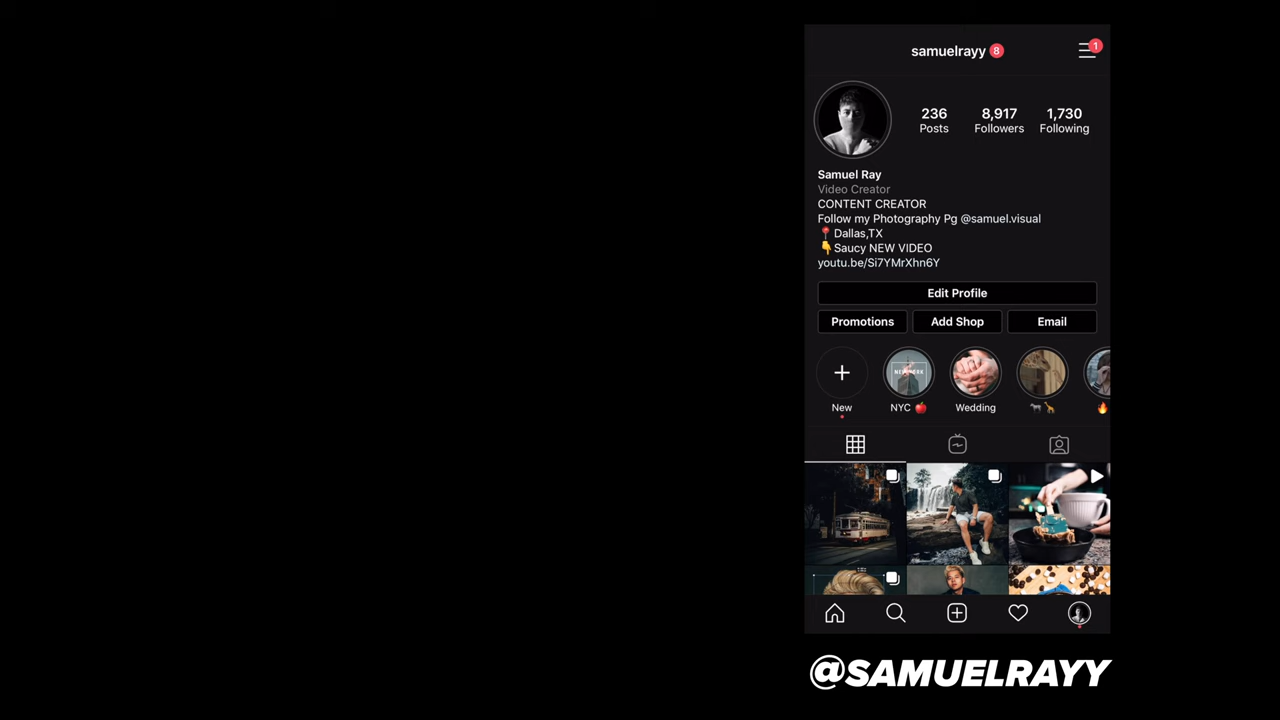 samuelrayy 8
1
236 8,917 1,730
Posts Followers Following
Samuel Ray
Video Creator
CONTENT CREATOR
Follow my Photography Pg @samuel.visual
📍Dallas,TX
👇Saucy NEW VIDEO
youtu.be/Si7YMrXhn6Y
Edit Profile
Promotions Add Shop Email
New NYC 🍎 Wedding 🦓🦒 🔥
@SAMUELRAYY